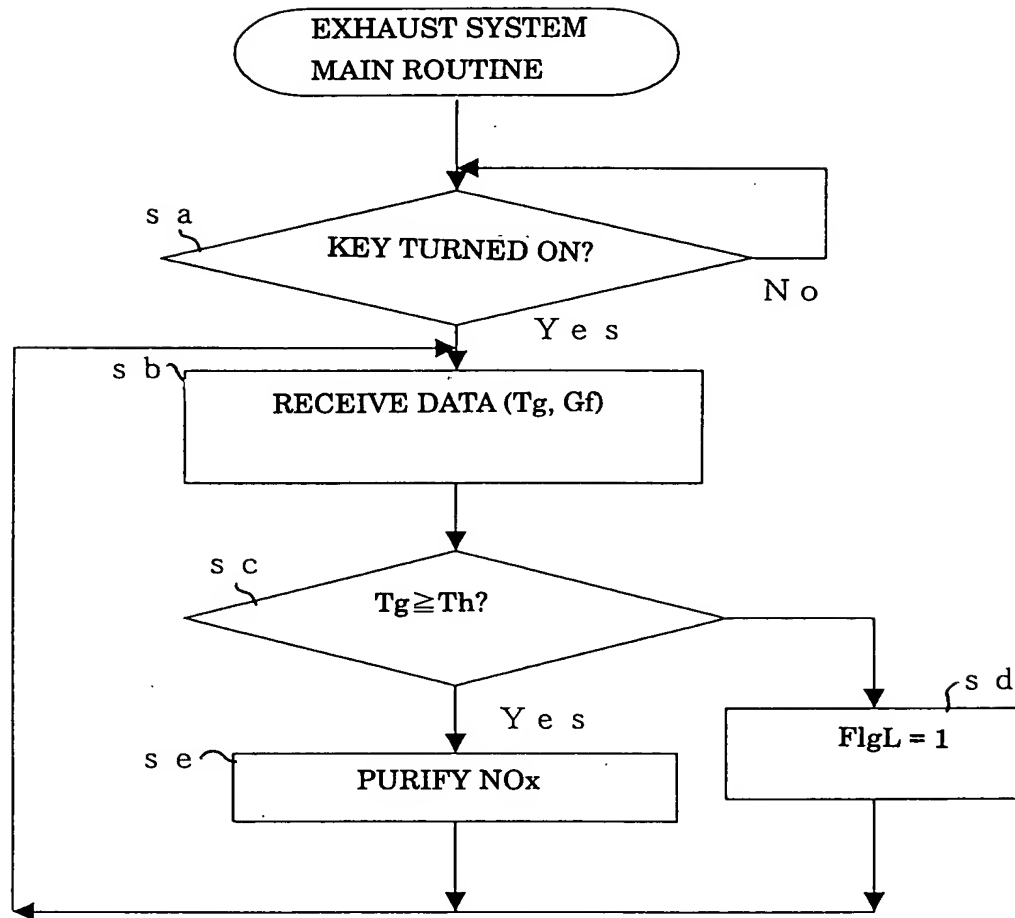 EXHAUST SYSTEM
MAIN ROUTINE
s a
KEY TURNED ON?
No
Yes
s b
RECEIVE DATA (Tg, Gf)
s c
Tg≧Th?
s d
Yes
FlgL = 1
s e
PURIFY NOx